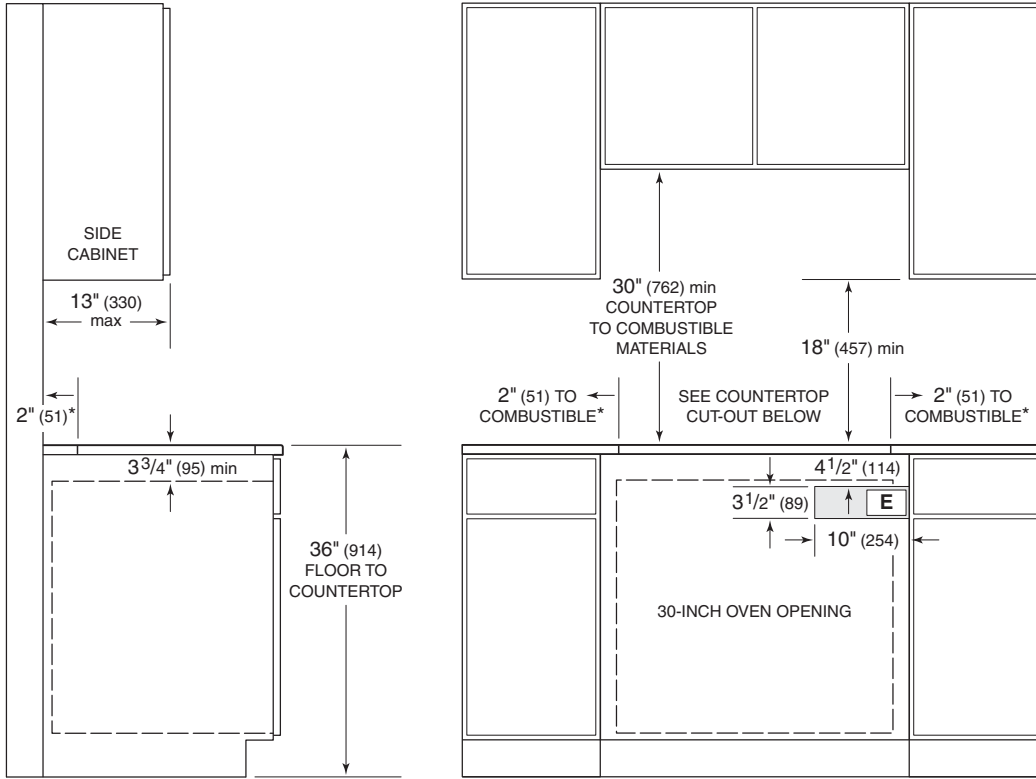 SIDE
CABINET
13" (330)
max
2" (51)*
3 3/4" (95) min
36" (914)
FLOOR TO
COUNTERTOP
30" (762) min
COUNTERTOP
TO COMBUSTIBLE
MATERIALS
18" (457) min
2" (51) TO
COMBUSTIBLE*
SEE COUNTERTOP
CUT-OUT BELOW
2" (51) TO
COMBUSTIBLE*
4 1/2" (114)
3 1/2" (89)
E
10" (254)
30-INCH OVEN OPENING